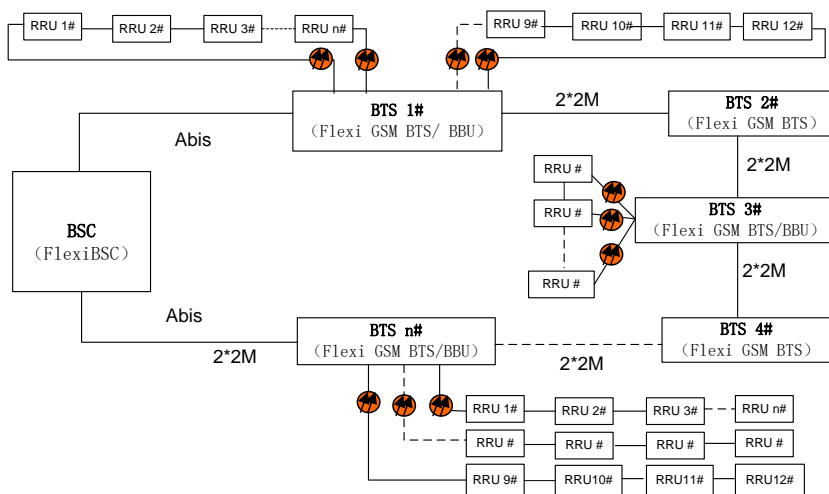 RRU 1#
RRU 2#
RRU 3#
RRU n#
RRU 9#
RRU 10#
RRU 11#
RRU 12#
BTS 1#
(Flexi GSM BTS/ BBU)
2*2M
BTS 2#
(Flexi GSM BTS)
Abis
2*2M
RRU #
RRU #
RRU #
BTS 3#
(Flexi GSM BTS/BBU)
BSC
(FlexiBSC)
2*2M
Abis
2*2M
BTS n#
(Flexi GSM BTS/BBU)
2*2M
BTS 4#
(Flexi GSM BTS)
RRU 1#
RRU 2#
RRU 3#
RRU n#
RRU #
RRU #
RRU #
RRU #
RRU 9#
RRU10#
RRU11#
RRU12#